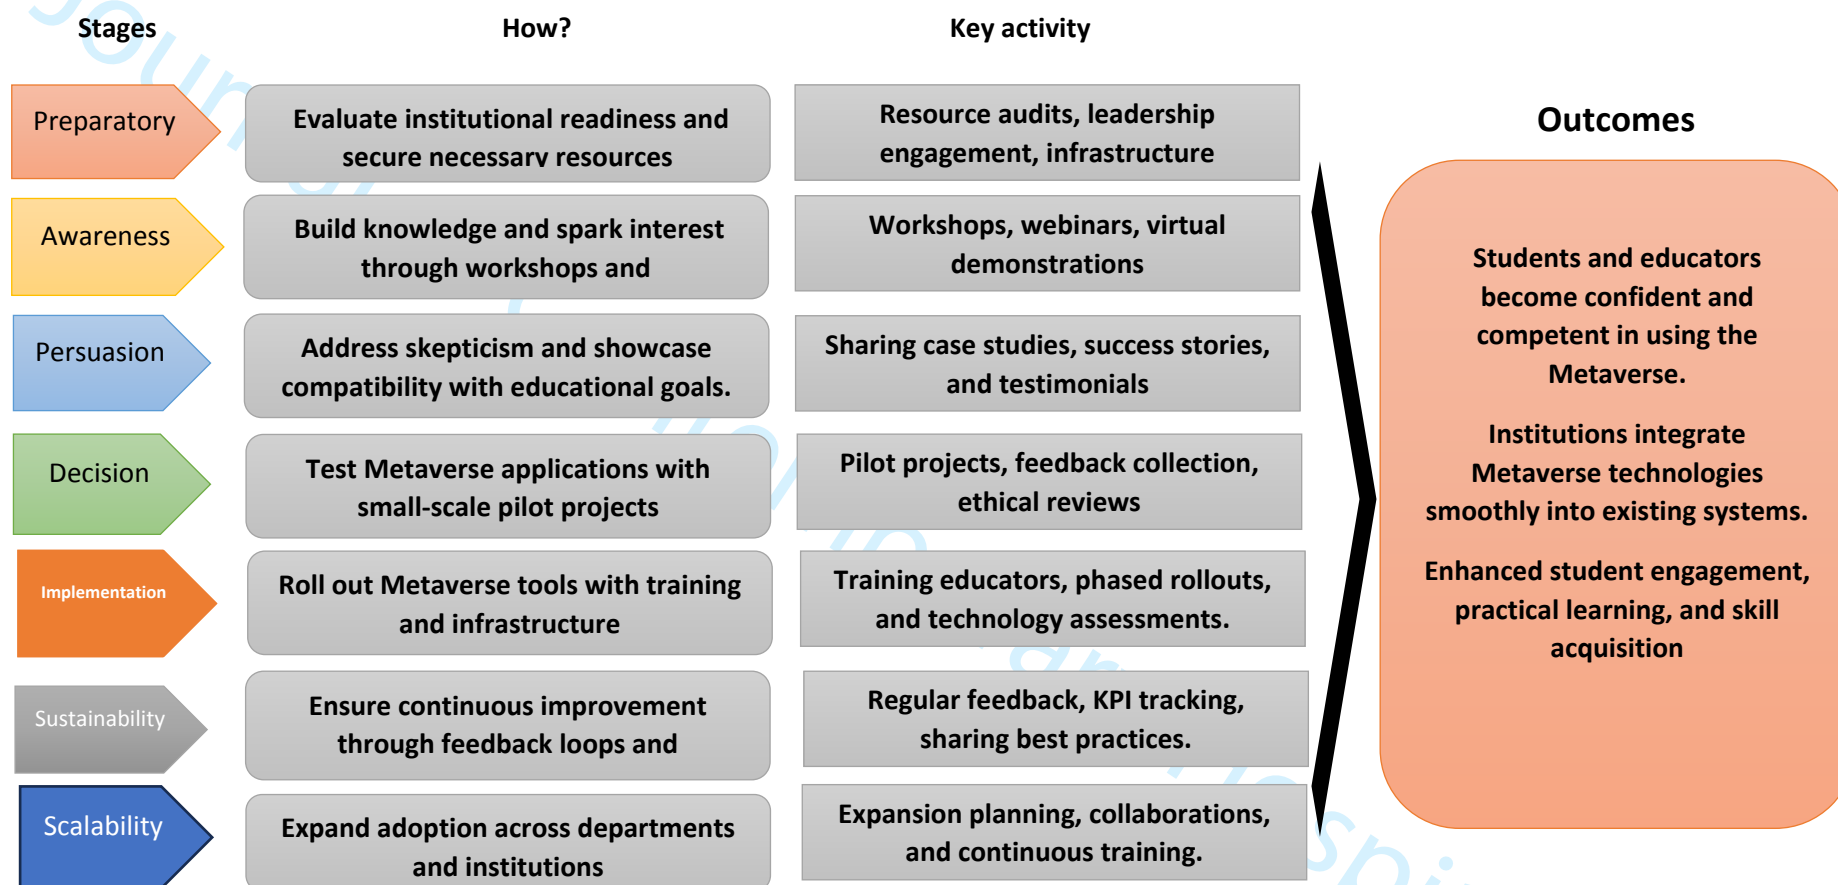 Stages
How?
Key activity
Preparatory
Evaluate institutional readiness and
secure necessary resources
Resource audits, leadership
engagement, infrastructure
Awareness
Build knowledge and spark interest
through workshops and
Workshops, webinars, virtual
demonstrations
Persuasion
Address skepticism and showcase
compatibility with educational goals.
Sharing case studies, success stories,
and testimonials
Decision
Test Metaverse applications with
small-scale pilot projects
Pilot projects, feedback collection,
ethical reviews
Implementation
Roll out Metaverse tools with training
and infrastructure
Training educators, phased rollouts,
and technology assessments.
Sustainability
Ensure continuous improvement
through feedback loops and
Regular feedback, KPI tracking,
sharing best practices.
Scalability
Expand adoption across departments
and institutions
Expansion planning, collaborations,
and continuous training.
Outcomes
Students and educators
become confident and
competent in using the
Metaverse.
Institutions integrate
Metaverse technologies
smoothly into existing systems.
Enhanced student engagement,
practical learning, and skill
acquisition